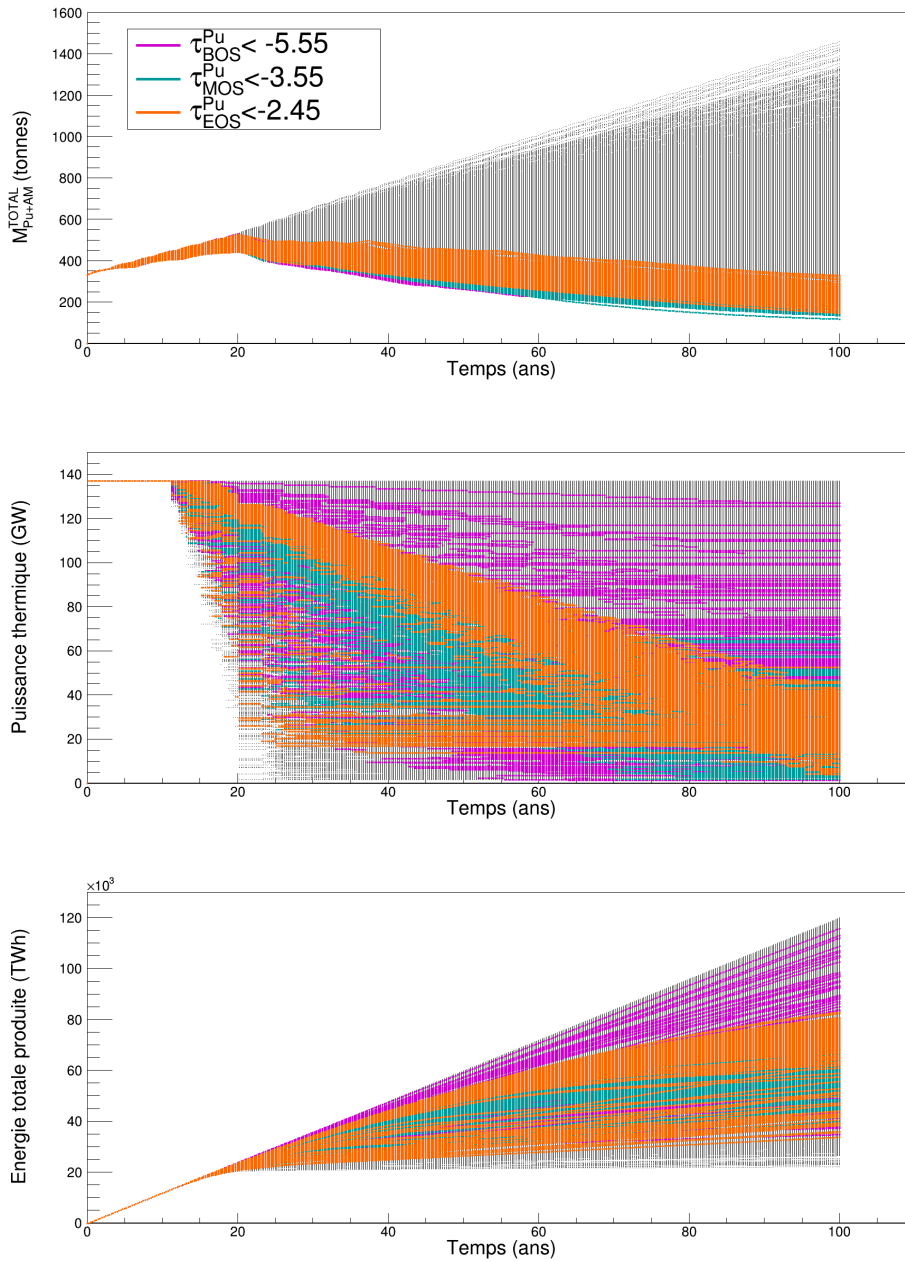 1600
1400
1200
1000
800
600
400
200
0
M^TOTAL_Pu+AM (tonnes)
τ^Pu_BOS< -5.55
τ^Pu_MOS<-3.55
τ^Pu_EOS<-2.45
0 20 40 60 80 100
Temps (ans)
140
120
100
80
60
40
20
0
Puissance thermique (GW)
0 20 40 60 80 100
Temps (ans)
×10^3
120
100
80
60
40
20
0
Energie totale produite (TWh)
0 20 40 60 80 100
Temps (ans)